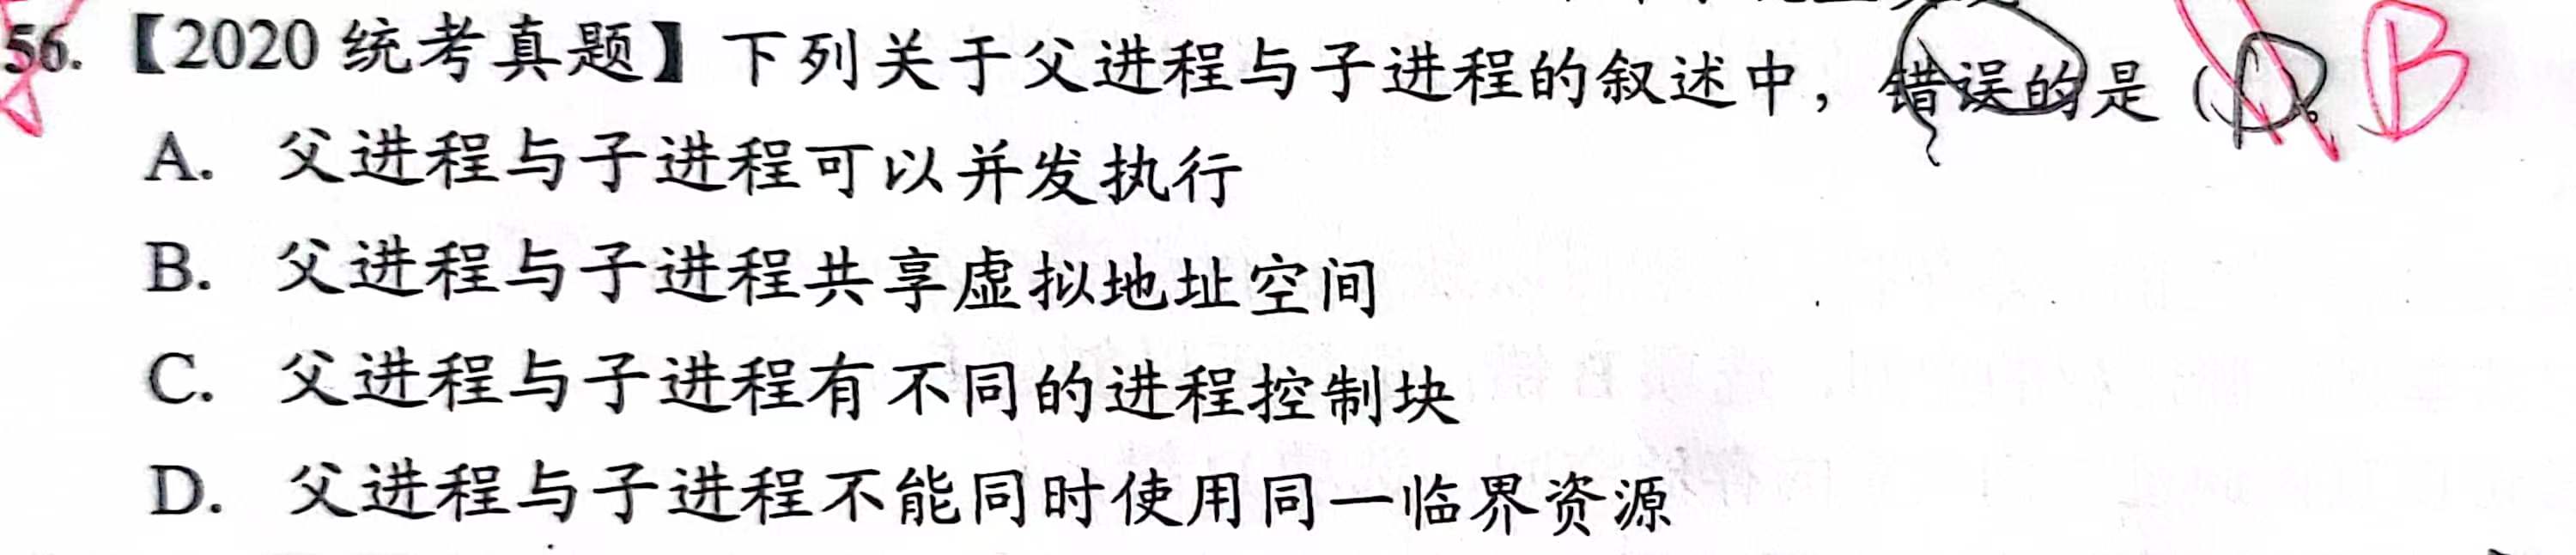 56.【2020 统考真题】下列关于父进程与子进程的叙述中，错误的是（ ）。 B
A. 父进程与子进程可以并发执行
B. 父进程与子进程共享虚拟地址空间
C. 父进程与子进程有不同的进程控制块
D. 父进程与子进程不能同时使用同一临界资源